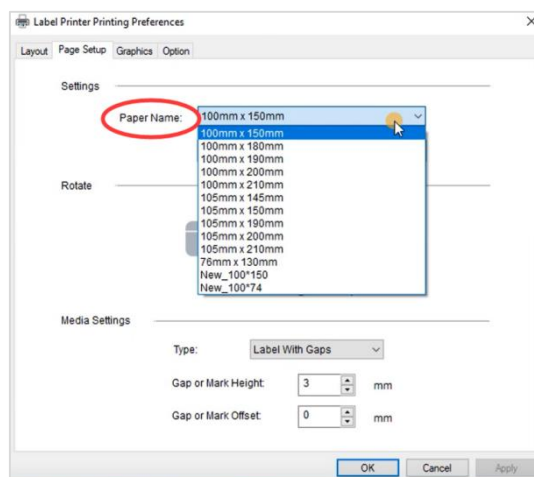 Label Printer Printing Preferences
Layout Page Setup Graphics Option
Settings
Paper Name: 100mm x 150mm
100mm x 150mm
100mm x 180mm
100mm x 190mm
100mm x 200mm
100mm x 210mm
105mm x 145mm
105mm x 150mm
105mm x 190mm
105mm x 200mm
105mm x 210mm
76mm x 130mm
New_100*150
New_100*74
Rotate
Media Settings
Type: Label With Gaps
Gap or Mark Height: 3 mm
Gap or Mark Offset: 0 mm
OK Cancel Apply